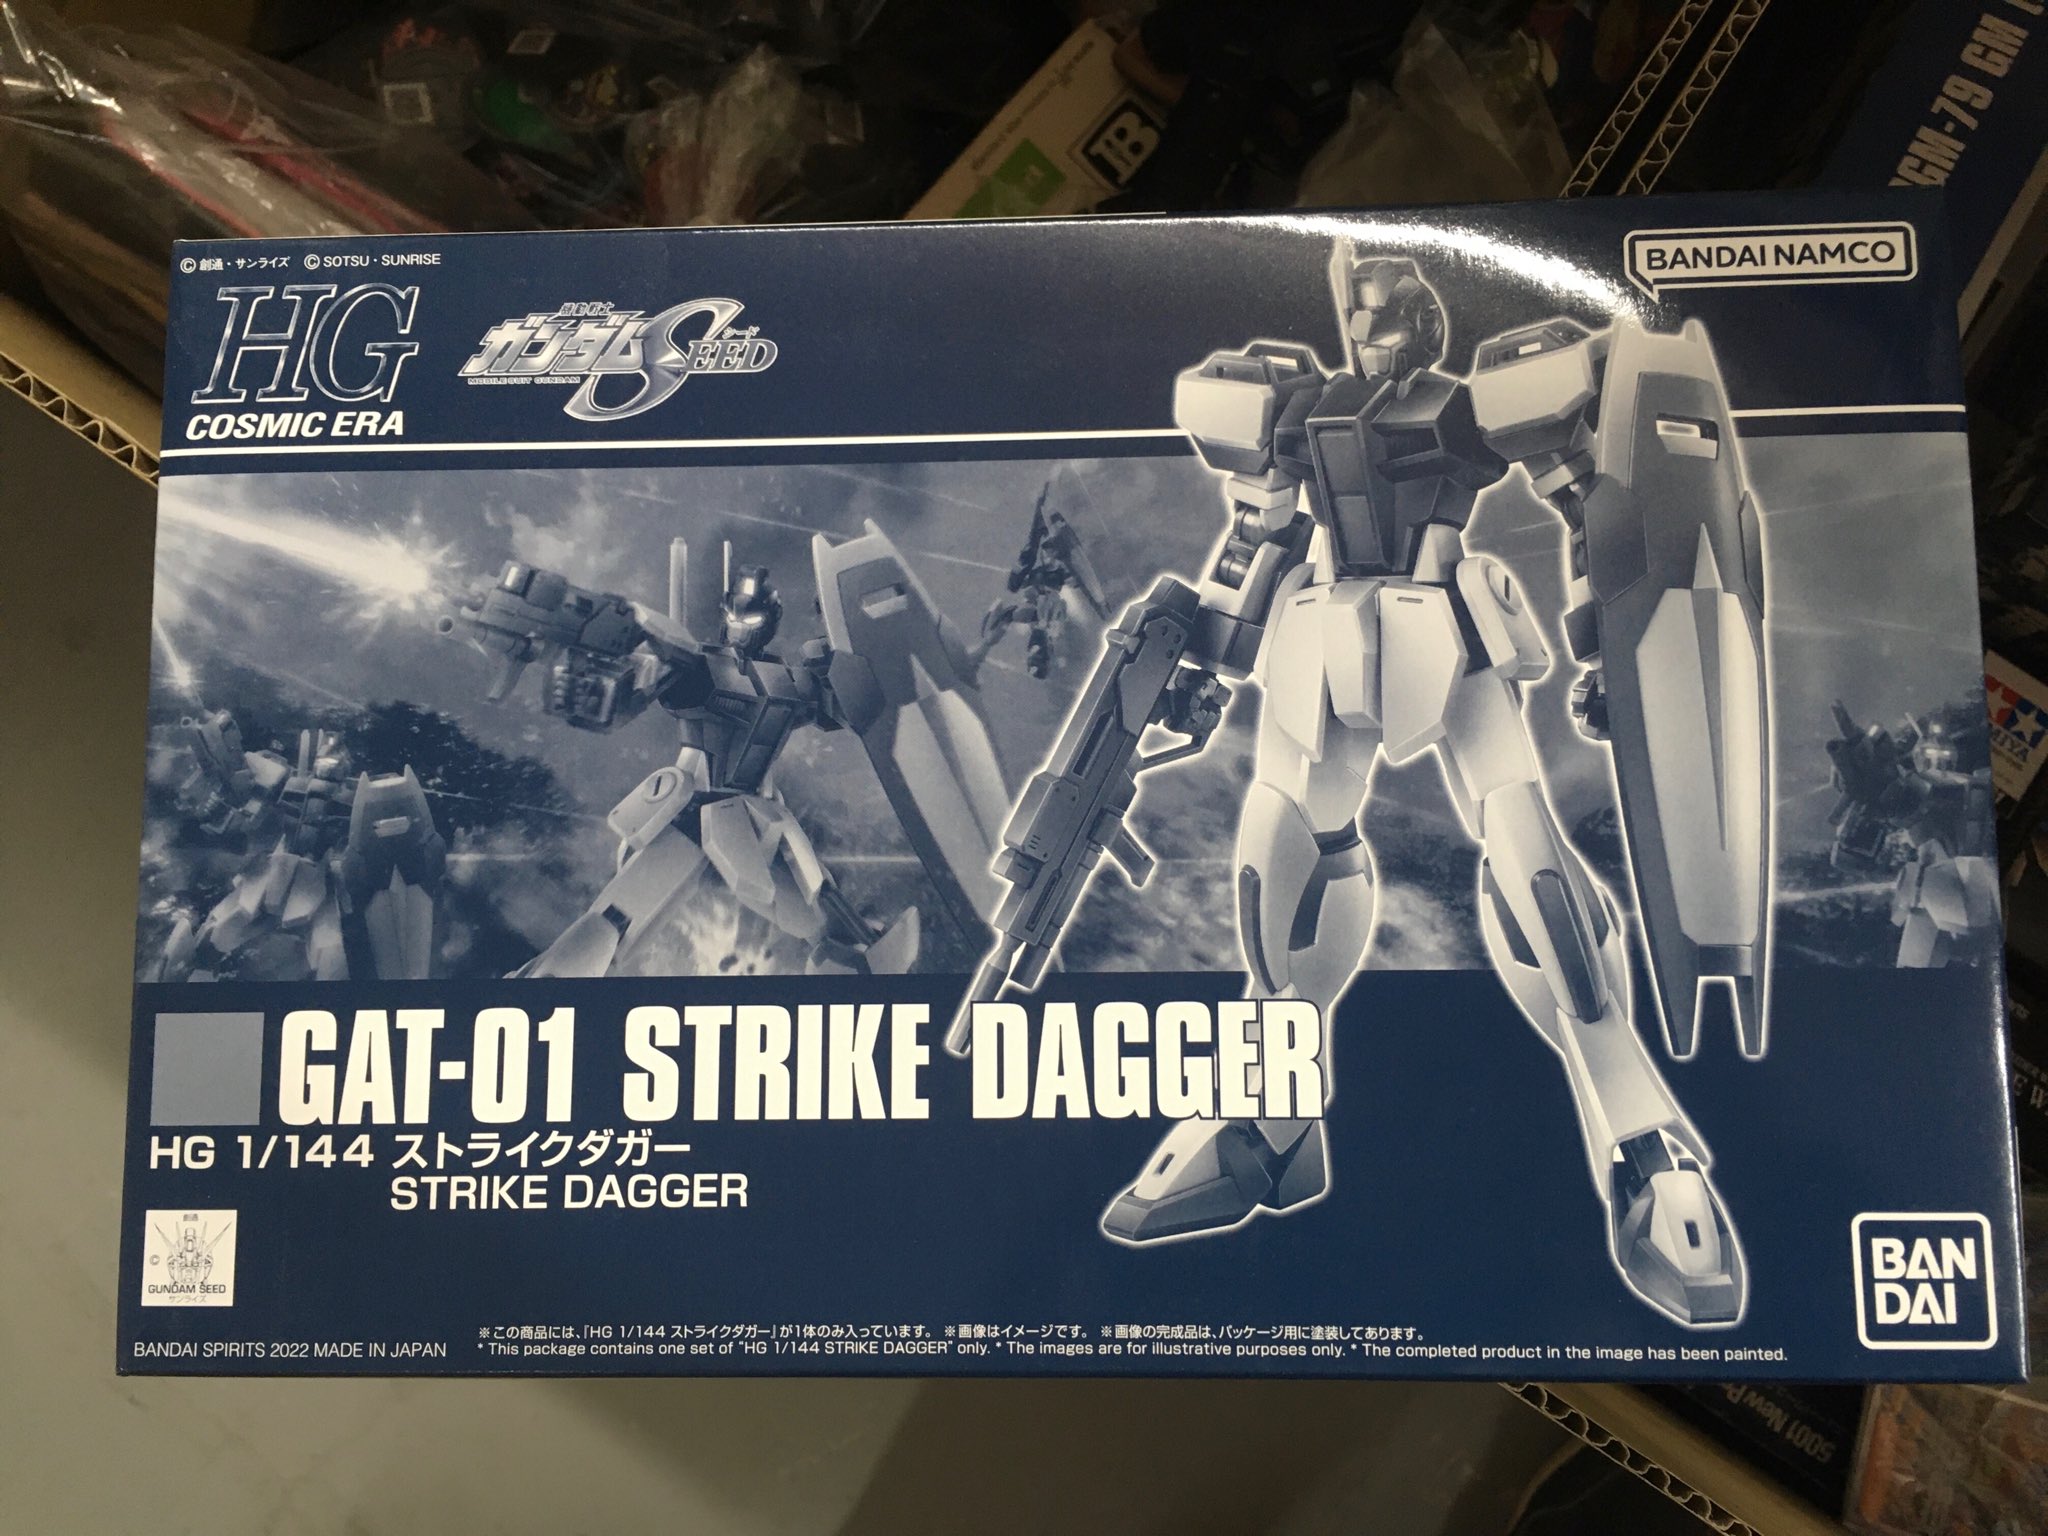 ©創通・サンライズ ©SOTSU・SUNRISE
HG
COSMIC ERA
機動戦士
ガンダムSEED
シード
MOBILE SUIT GUNDAM
BANDAI NAMCO
GAT-01 STRIKE DAGGER
HG 1/144 ストライクダガー
STRIKE DAGGER
創通
©
GUNDAM SEED
サンライズ
BAN
DAI
BANDAI SPIRITS 2022 MADE IN JAPAN
※この商品には、『HG 1/144 ストライクダガー』が1体のみ入っています。 ※画像はイメージです。 ※画像の完成品は、パッケージ用に塗装してあります。
* This package contains one set of "HG 1/144 STRIKE DAGGER" only. * The images are for illustrative purposes only. * The completed product in the image has been painted.
B
GM-79 GM